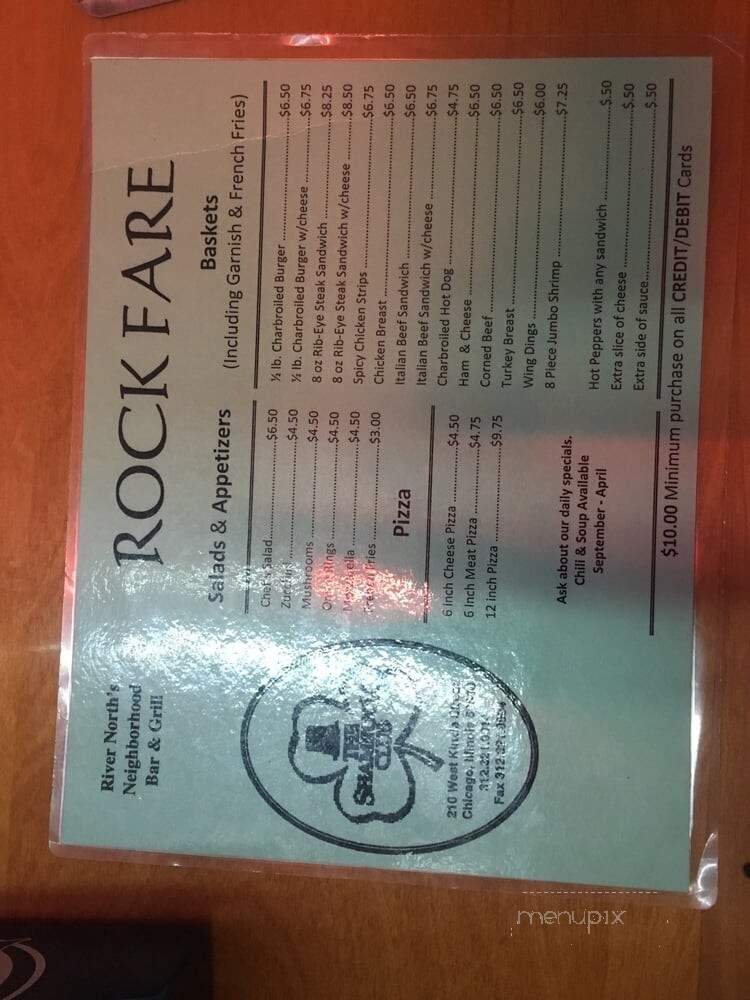 River North's
Neighborhood
Bar & Grill
ROCK FARE
THE
SHAMROCK
CLUB
210 West Kinzie
Chicago, Illinois
Fax 312.
Salads & Appetizers
Chef's Salad..........$6.50
Zucchini..........$4.50
Mushrooms..........$4.50
Onion Rings..........$4.50
Mozzarella..........$4.50
French Fries..........$3.00
Pizza
6 inch Cheese Pizza..........$4.50
6 Inch Meat Pizza..........$4.75
12 inch Pizza..........$9.75
Ask about our daily specials.
Chili & Soup Available
September - April
Baskets
(Including Garnish & French Fries)
½ lb. Charbroiled Burger..........$6.50
½ lb. Charbroiled Burger w/cheese..........$6.75
8 oz Rib-Eye Steak Sandwich..........$8.25
8 oz Rib-Eye Steak Sandwich w/cheese..........$8.50
Spicy Chicken Strips..........$6.75
Chicken Breast..........$6.50
Italian Beef Sandwich..........$6.50
Italian Beef Sandwich w/cheese..........$6.75
Charbroiled Hot Dog..........$4.75
Ham & Cheese..........$6.50
Corned Beef..........$6.50
Turkey Breast..........$6.50
Wing Dings..........$6.00
8 Piece Jumbo Shrimp..........$7.25
Hot Peppers with any sandwich..........$.50
Extra slice of cheese..........$.50
Extra side of sauce..........$.50
$10.00 Minimum purchase on all CREDIT/DEBIT Cards
menupix